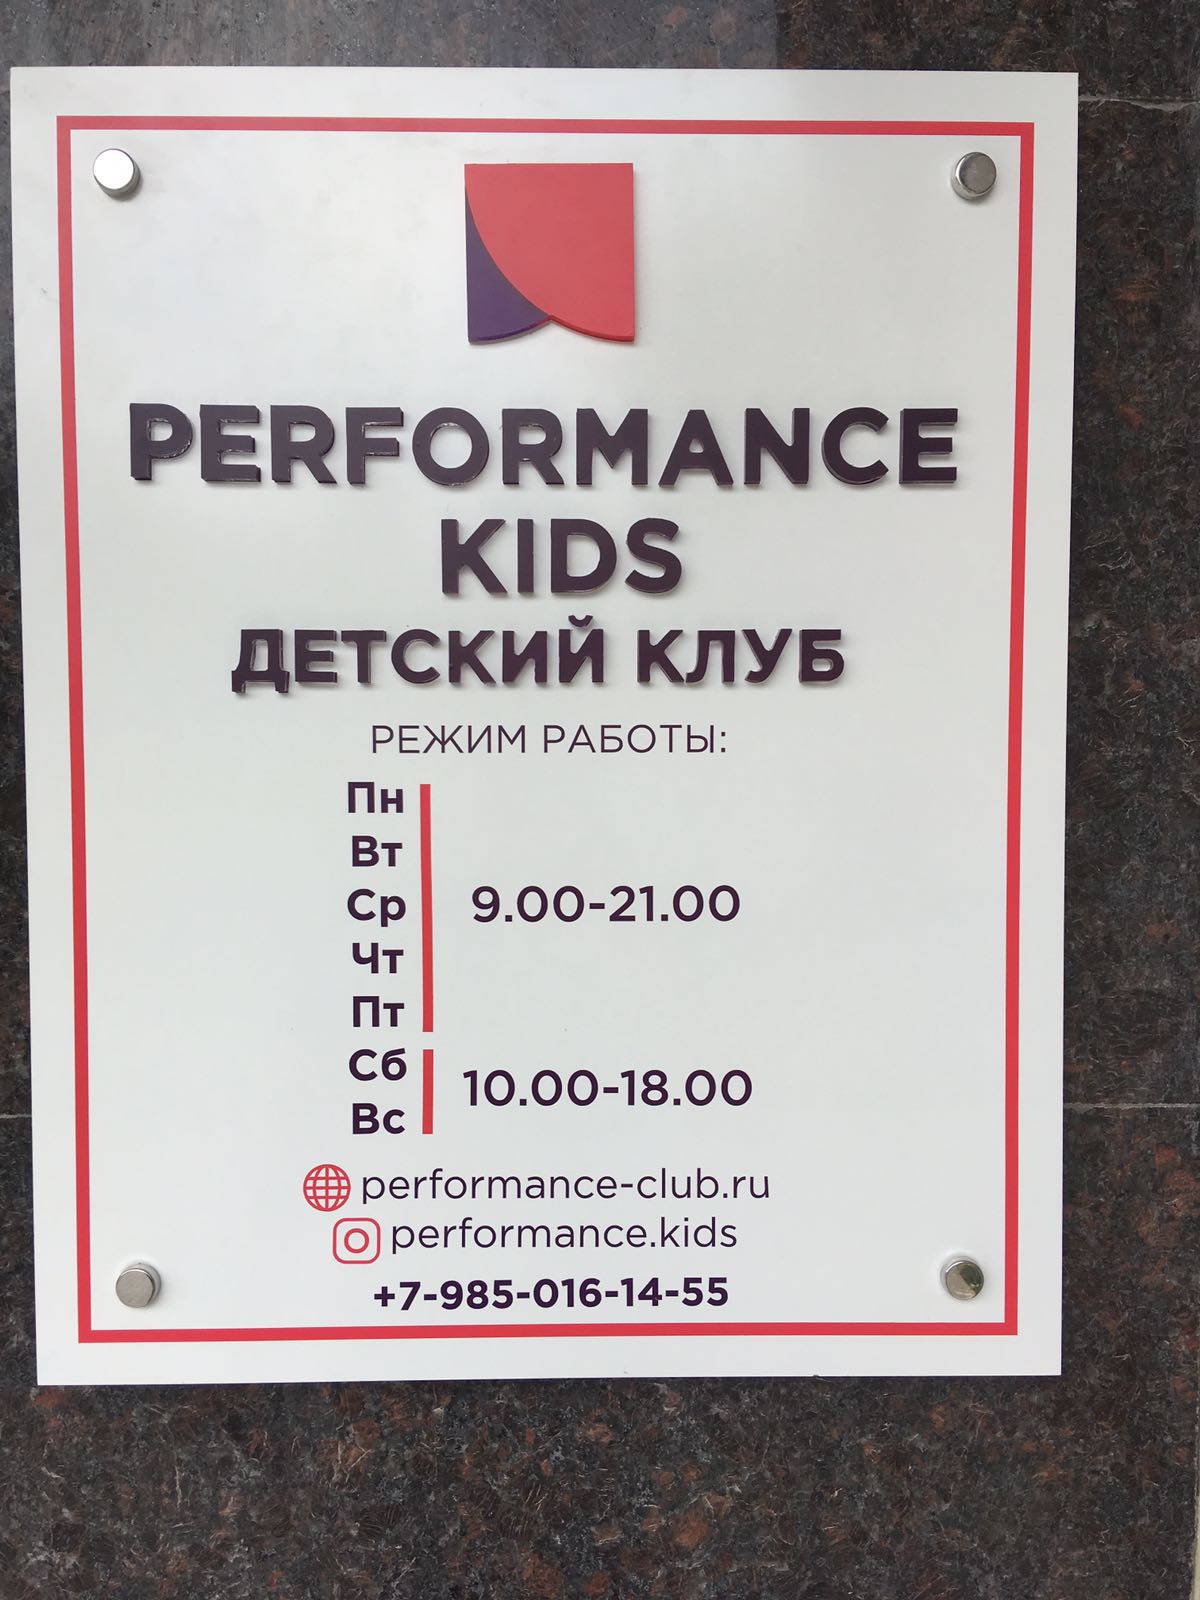 PERFORMANCE
KIDS
ДЕТСКИЙ КЛУБ
РЕЖИМ РАБОТЫ:
Пн
Вт
Ср 9.00-21.00
Чт
Пт
Сб
10.00-18.00
Вс
performance-club.ru
performance.kids
+7-985-016-14-55